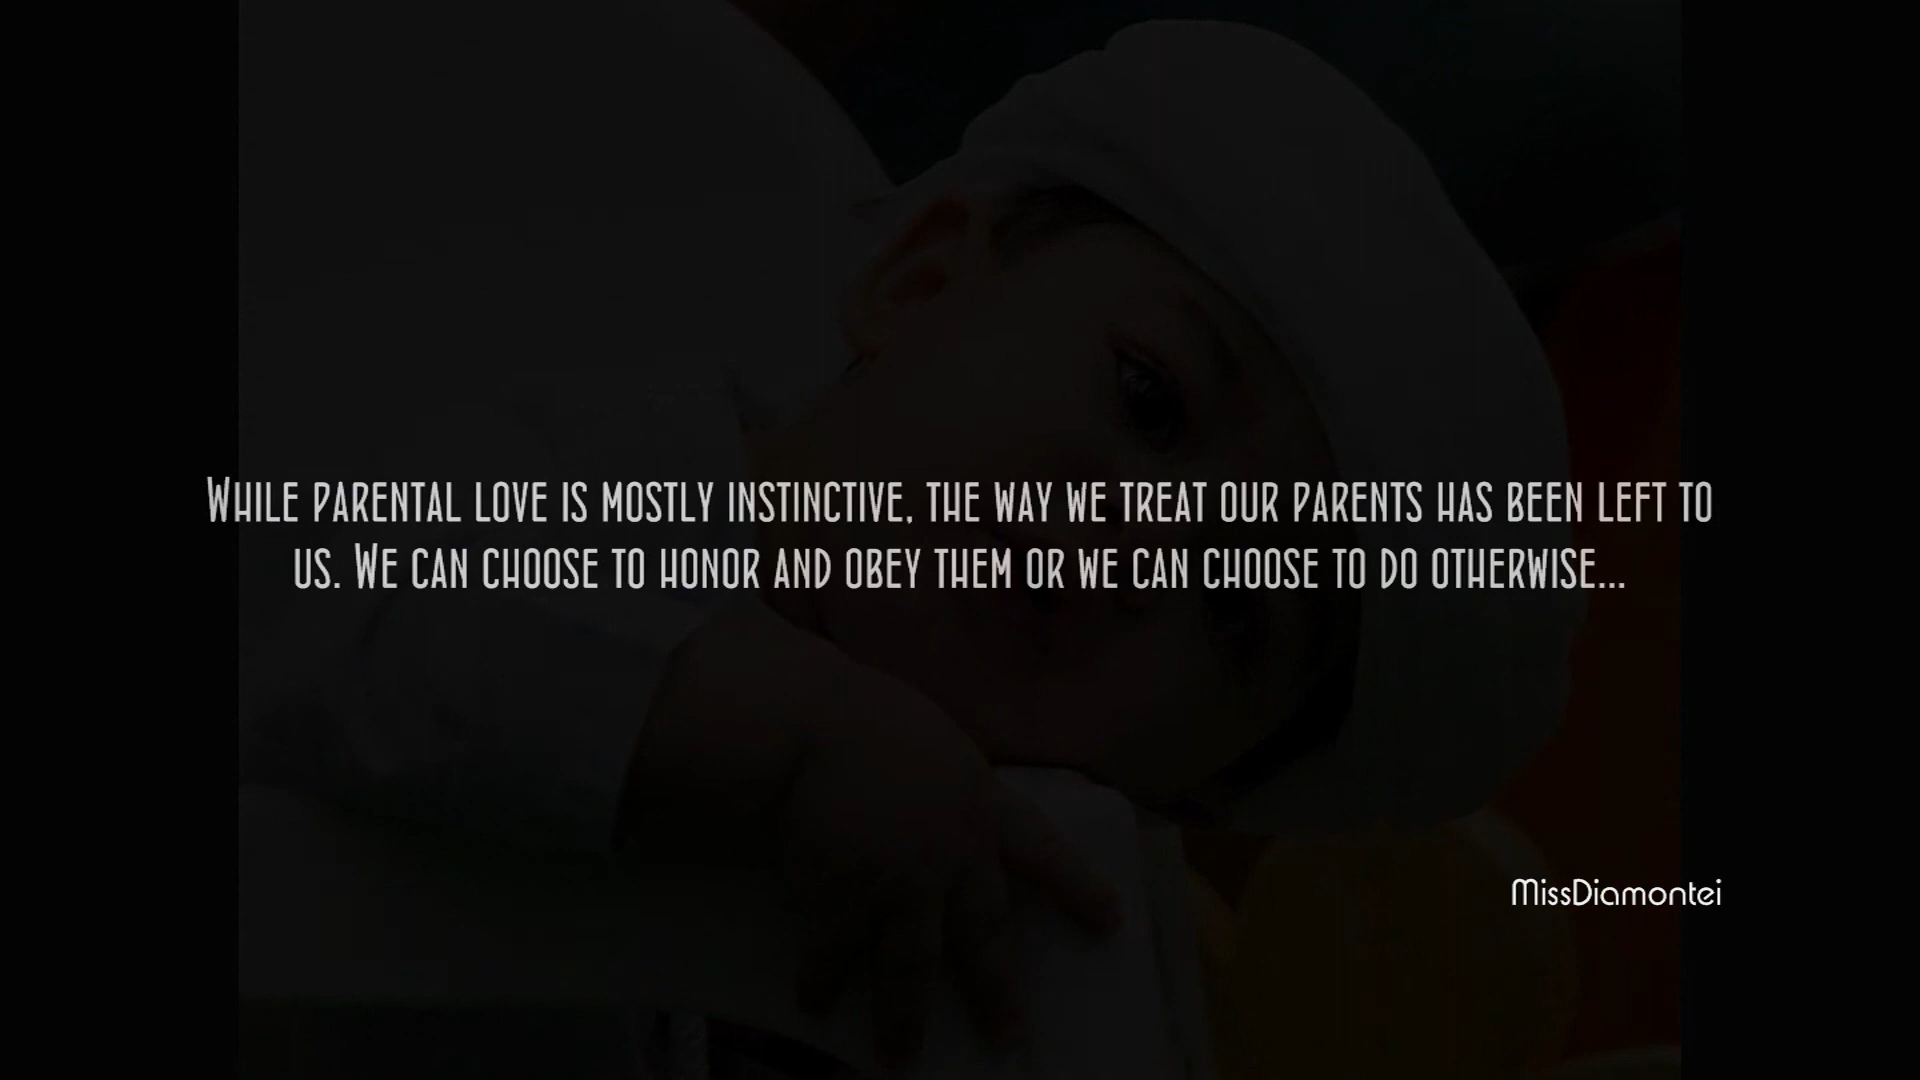 While parental love is mostly instinctive, the way we treat our parents has been left to
us. We can choose to honor and obey them or we can choose to do otherwise...
MissDiamontei